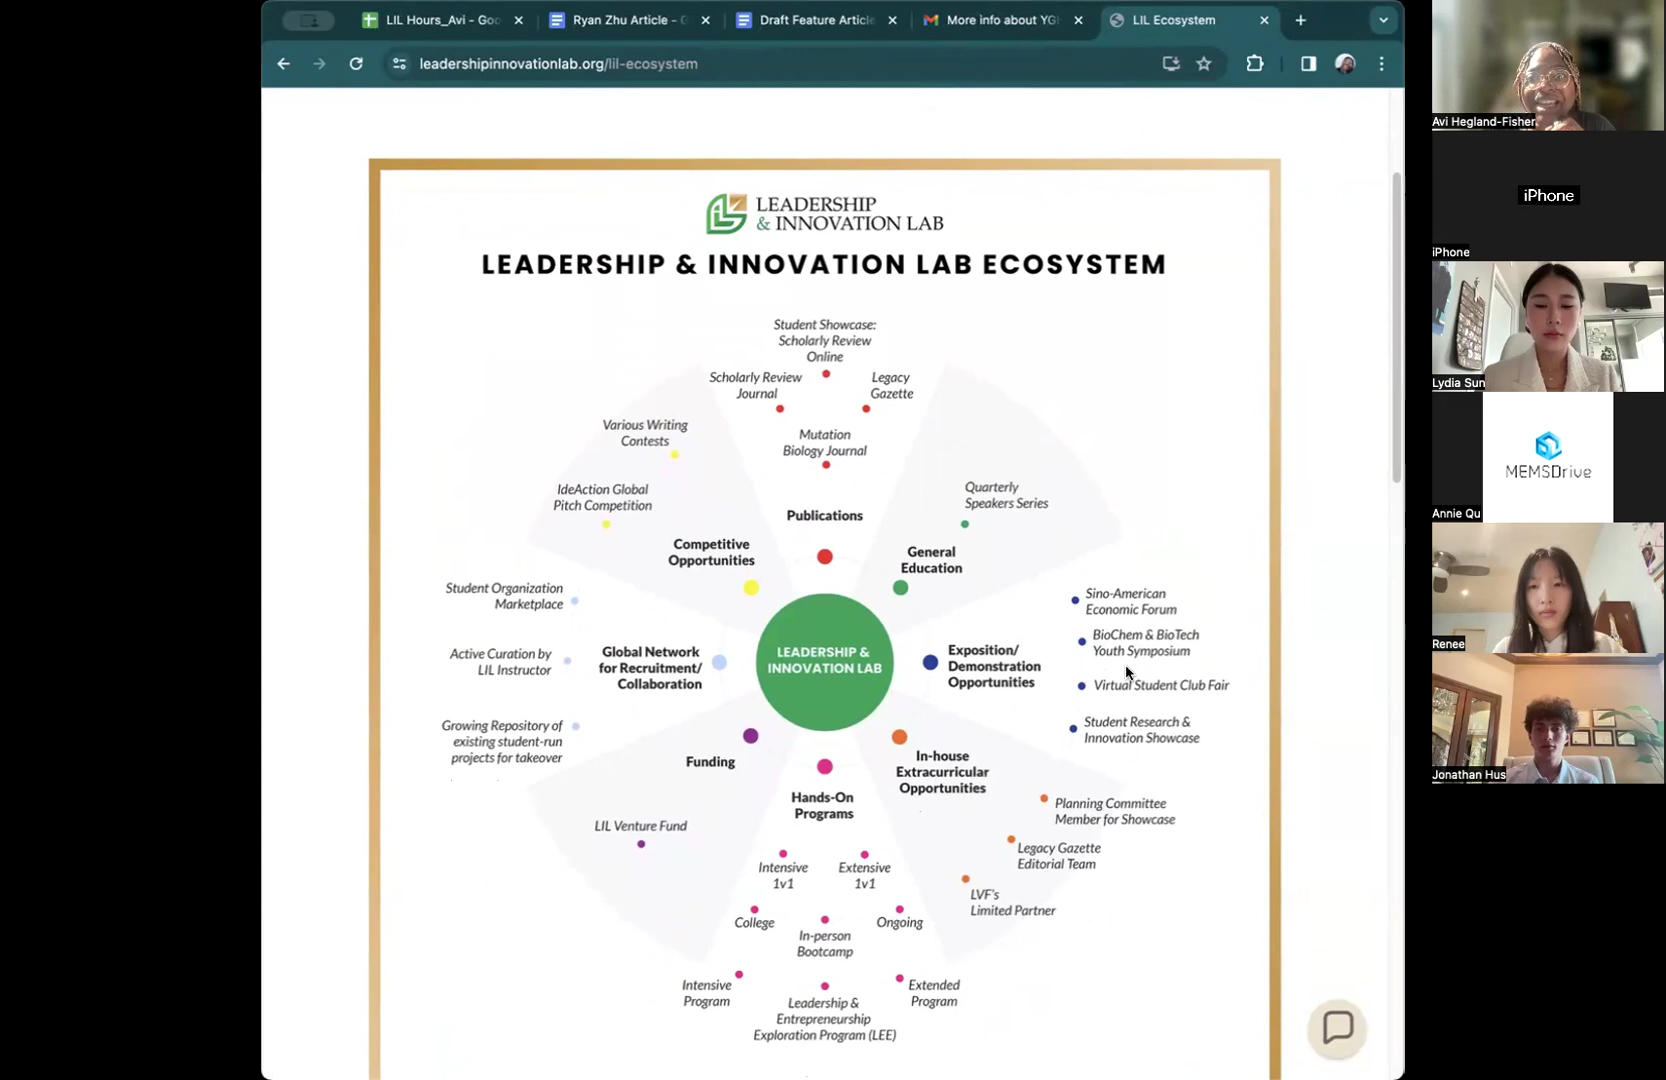 LIL Hours_Avi - Goo
Ryan Zhu Article - G
Draft Feature Article
More info about YGI
LIL Ecosystem
leadershipinnovationlab.org/lil-ecosystem
LEADERSHIP
& INNOVATION LAB
LEADERSHIP & INNOVATION LAB ECOSYSTEM
Student Showcase:
Scholarly Review
Online
Scholarly Review
Journal
Legacy
Gazette
Mutation
Biology Journal
Publications
Various Writing
Contests
IdeAction Global
Pitch Competition
Competitive
Opportunities
Quarterly
Speakers Series
General
Education
Student Organization
Marketplace
Active Curation by
LIL Instructor
Growing Repository of
existing student-run
projects for takeover
Global Network
for Recruitment/
Collaboration
LEADERSHIP &
INNOVATION LAB
Exposition/
Demonstration
Opportunities
Sino-American
Economic Forum
BioChem & BioTech
Youth Symposium
Virtual Student Club Fair
Student Research &
Innovation Showcase
Funding
LIL Venture Fund
Hands-On
Programs
In-house
Extracurricular
Opportunities
Planning Committee
Member for Showcase
Legacy Gazette
Editorial Team
LVF's
Limited Partner
Intensive
1v1
Extensive
1v1
College
In-person
Bootcamp
Ongoing
Intensive
Program
Leadership &
Entrepreneurship
Exploration Program (LEE)
Extended
Program
Avi Hegland-Fisher
iPhone
iPhone
Lydia Sun
MEMSDrive
Annie Qu
Renee
Jonathan Hus